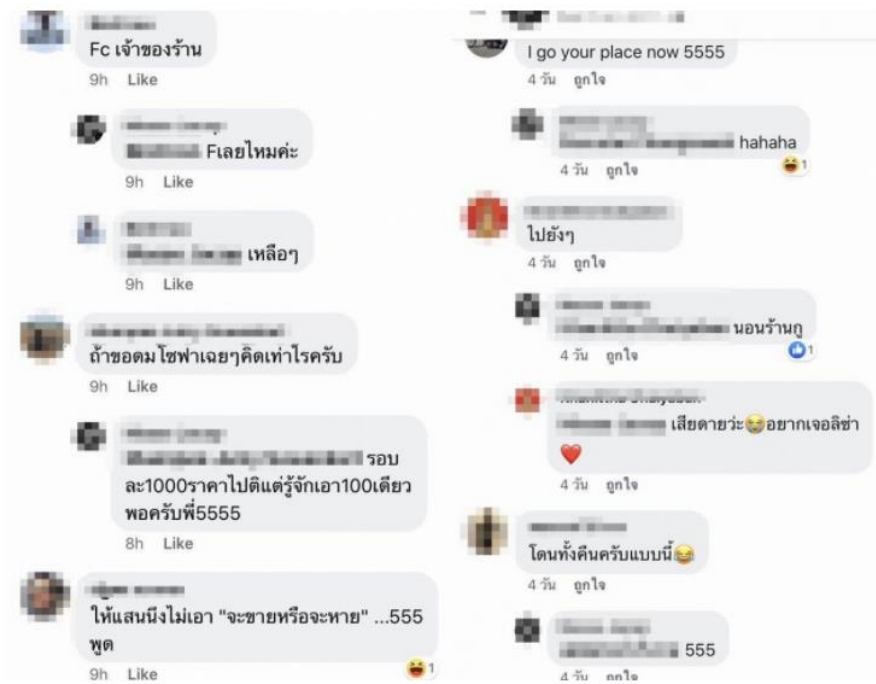 Fc เจ้าของร้าน
9h Like
Fเลยไหมค่ะ
9h Like
เหลือๆ
9h Like
ถ้าขอดมโซฟาเฉยๆคิดเท่าไรครับ
9h Like
รอบ
ละ1000ราคาไปติแต่รู้จักเอา100เดียว
พอครับพี่5555
8h Like
ให้แสนนึงไม่เอา "จะขายหรือจะหาย" ...555
พูด
9h Like
1
I go your place now 5555
4 วัน ถูกใจ
hahaha
4 วัน ถูกใจ
1
ไปยังๆ
4 วัน ถูกใจ
นอนร้านกู
4 วัน ถูกใจ
1
เสียดายว่ะ😭อยากเจอลิซ่า
❤️
4 วัน ถูกใจ
โดนทั้งคืนครับแบบนี้😂
4 วัน ถูกใจ
555
4 วัน ถูกใจ